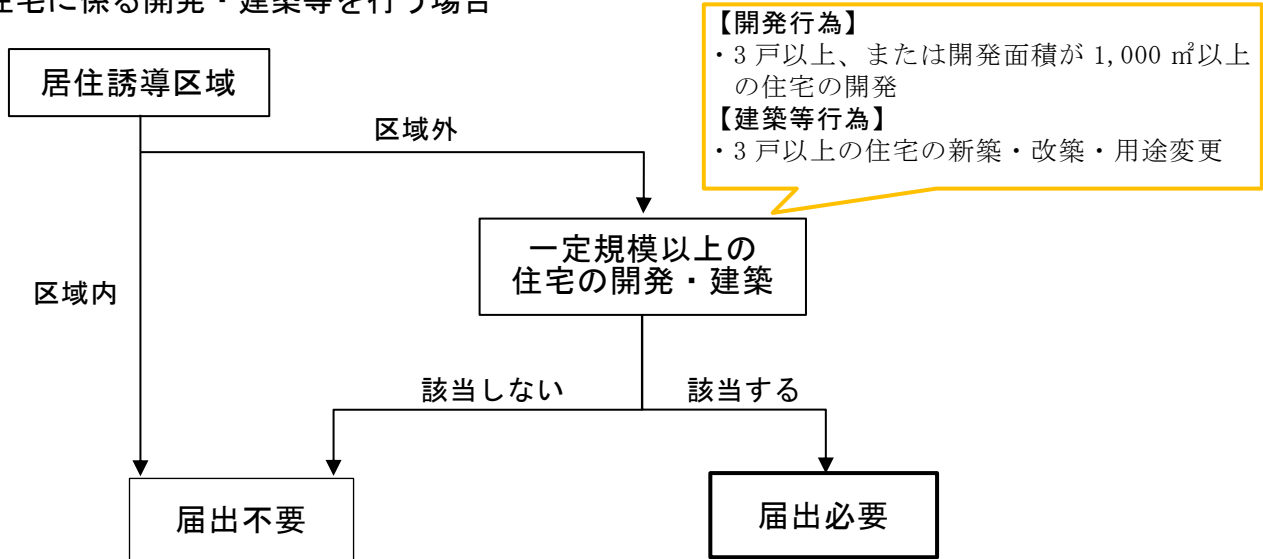 住宅に係る開発・建築等を行う場合
【開発行為】
・3 戸以上、または開発面積が 1,000 ㎡以上
の住宅の開発
【建築等行為】
・3 戸以上の住宅の新築・改築・用途変更
居住誘導区域
区域外
一定規模以上の
住宅の開発・建築
区域内
該当しない
該当する
届出不要
届出必要